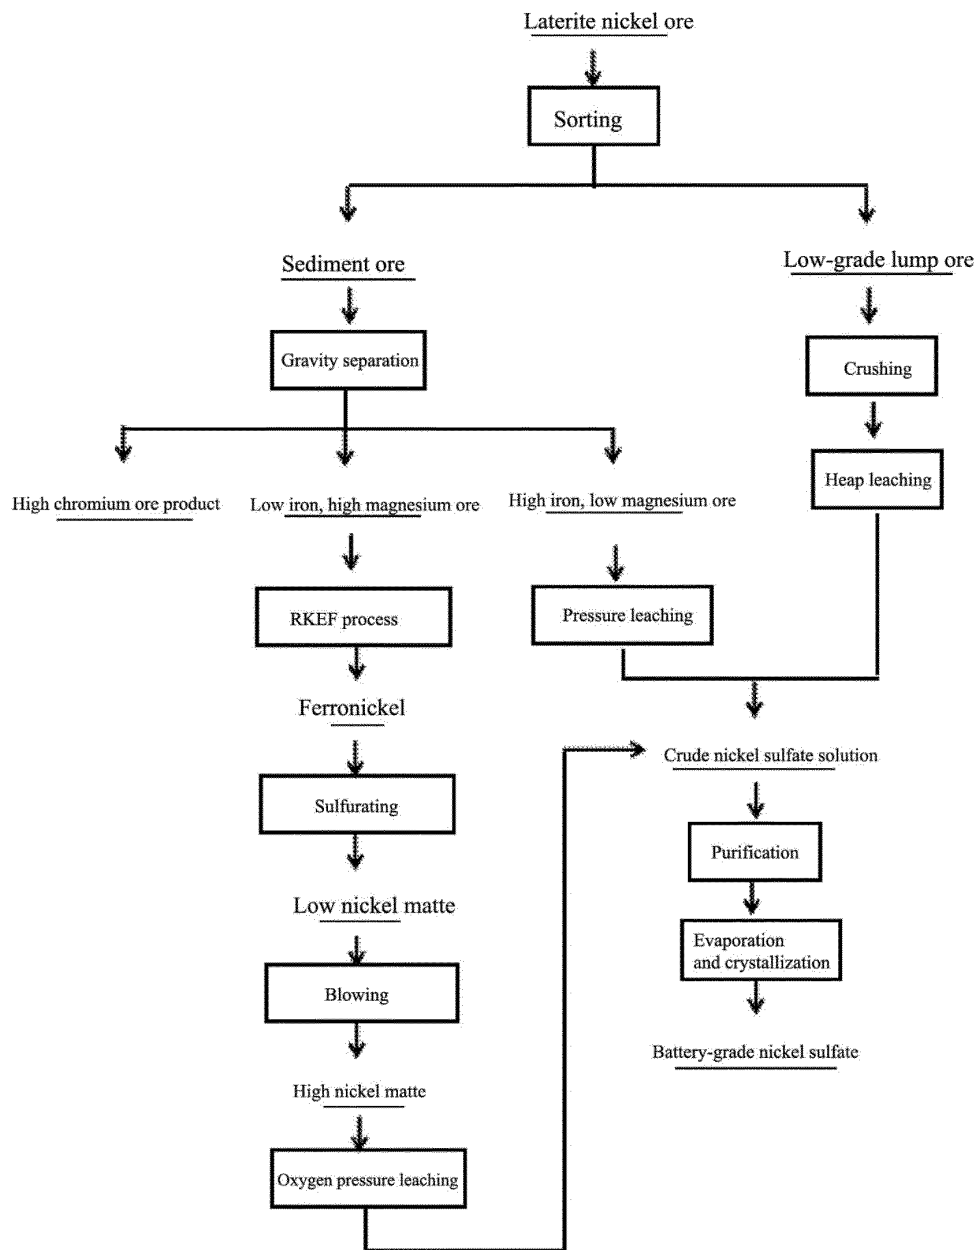 Laterite nickel ore
Sorting
Sediment ore
Low-grade lump ore
Gravity separation
Crushing
High chromium ore product
Low iron, high magnesium ore
High iron, low magnesium ore
Heap leaching
RKEF process
Pressure leaching
Ferronickel
Crude nickel sulfate solution
Sulfurating
Purification
Low nickel matte
Evaporation
and crystallization
Blowing
Battery-grade nickel sulfate
High nickel matte
Oxygen pressure leaching